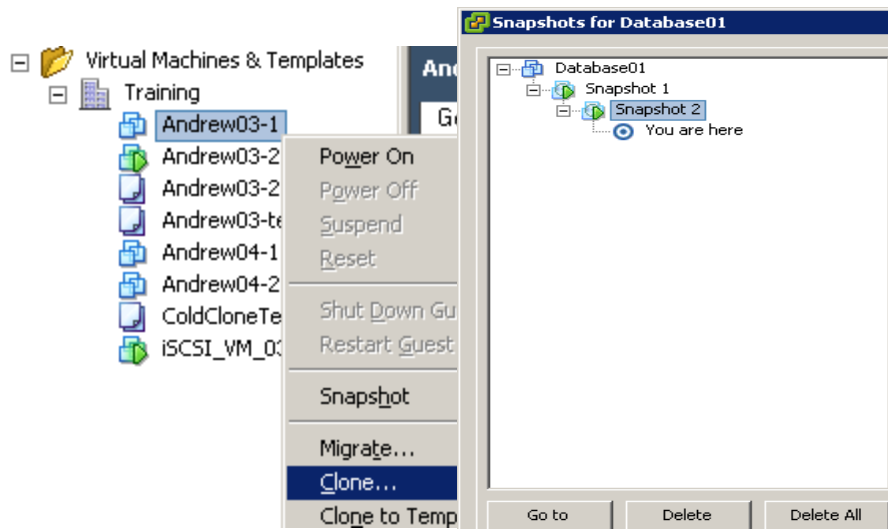 Virtual Machines & Templates
Training
Andrew03-1
Andrew03-2
Andrew03-2
Andrew03-te
Andrew04-1
Andrew04-2
ColdCloneTe
iSCSI_VM_03
And
Ge
Power On
Power Off
Suspend
Reset
Shut Down Gu
Restart Guest
Snapshot
Migrate...
Clone...
Clone to Temp
Snapshots for Database01
Database01
Snapshot 1
Snapshot 2
You are here
Go to
Delete
Delete All